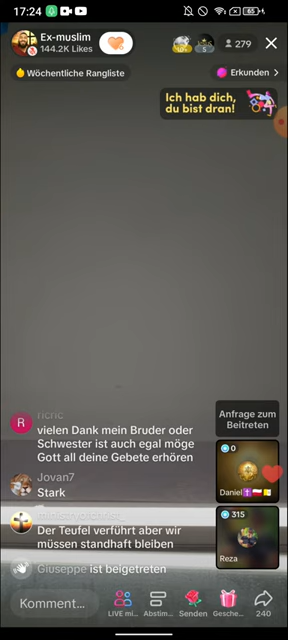 17:24
65
Ex-muslim
144.2K Likes
279
Wöchentliche Rangliste
Erkunden
Ich hab dich,
du bist dran!
ricric
R
vielen Dank mein Bruder oder
Schwester ist auch egal möge
Gott all deine Gebete erhören
Jovan7
Stark
Der Teufel verführt aber wir
müssen standhaft bleiben
Giuseppe ist beigetreten
Anfrage zum
Beitreten
0
Daniel
315
Reza
Komment...
LIVE mi...
Abstim...
Senden
Gesche...
240